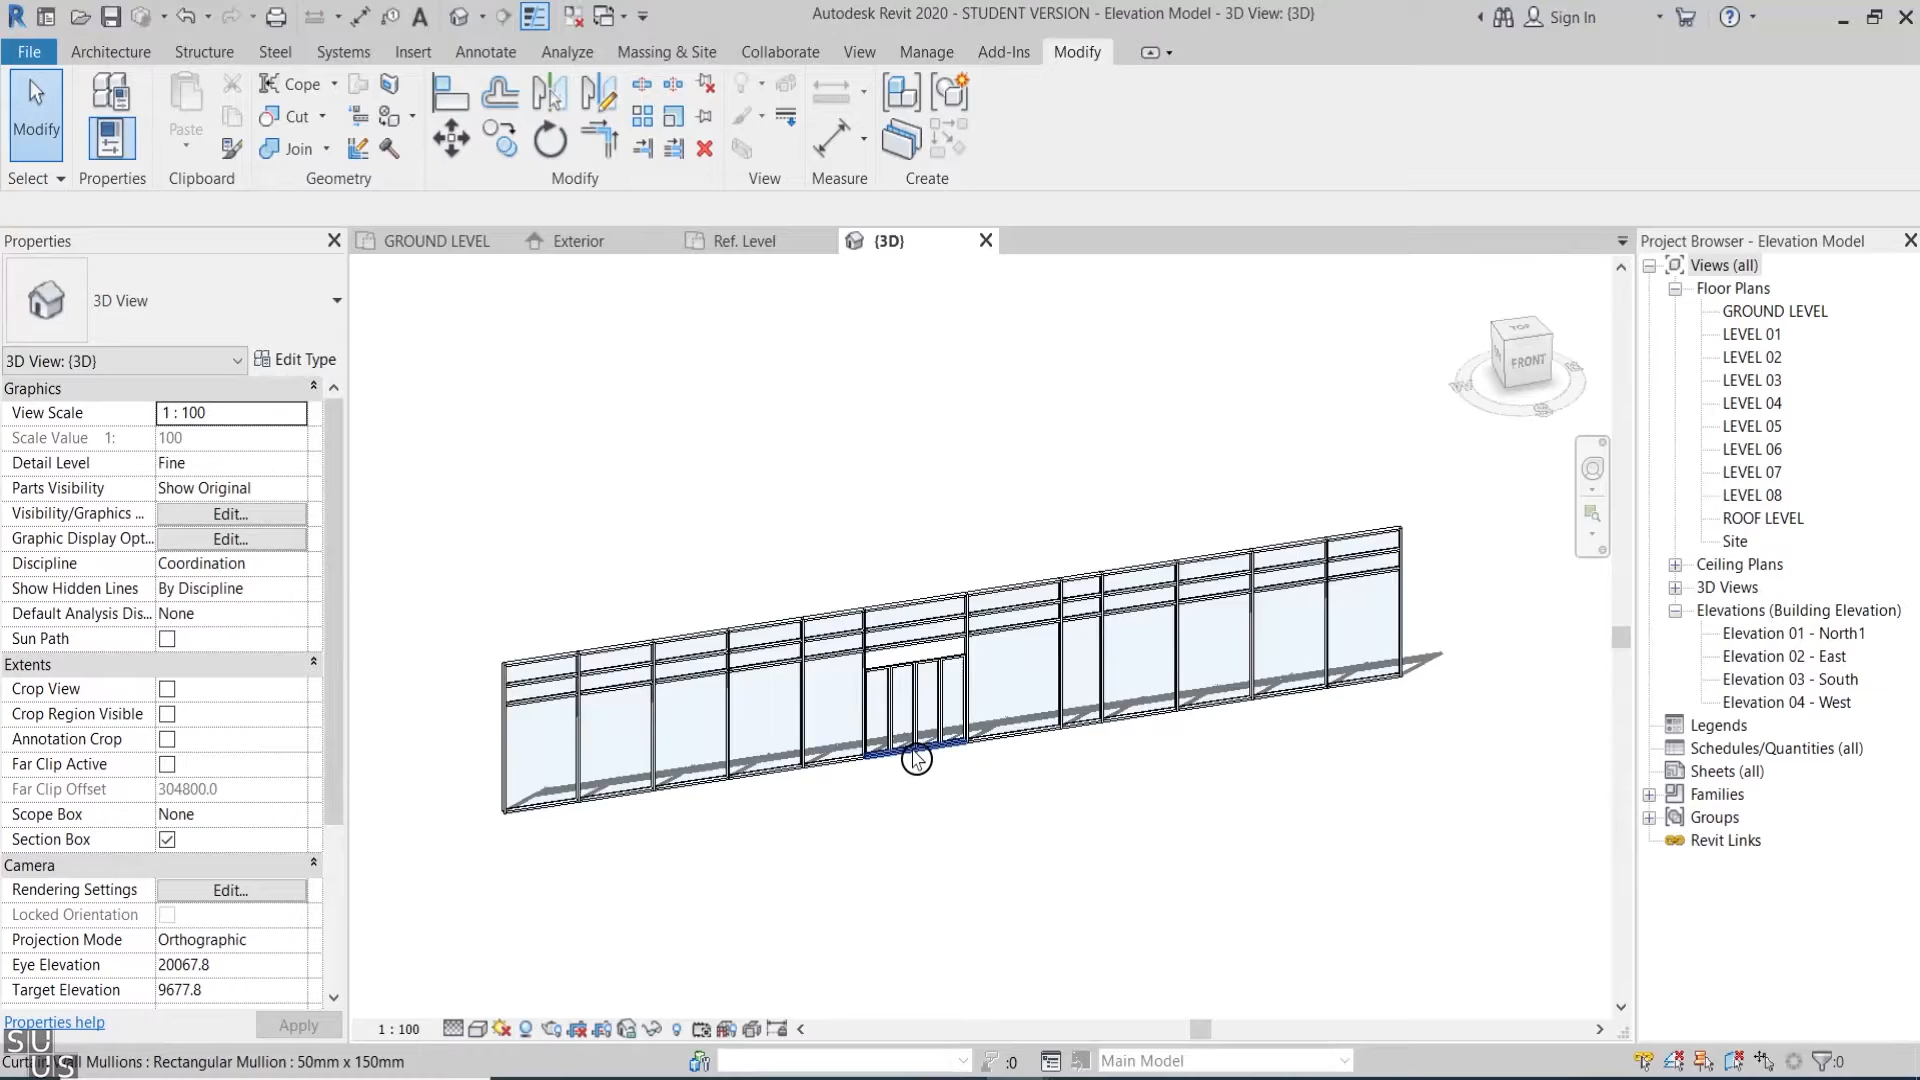 Autodesk Revit 2020 - STUDENT VERSION - Elevation Model - 3D View: {3D}
Sign In
File Architecture Structure Steel Systems Insert Annotate Analyze Massing & Site Collaborate View Manage Add-Ins Modify
Modify
Paste
Cope
Cut
Join
Select Properties Clipboard Geometry Modify View Measure Create
Properties
GROUND LEVEL
Exterior
Ref. Level
{3D}
Project Browser - Elevation Model
3D View
3D View: {3D}
Edit Type
Graphics
View Scale 1 : 100
Scale Value 1: 100
Detail Level Fine
Parts Visibility Show Original
Visibility/Graphics ... Edit...
Graphic Display Opt... Edit...
Discipline Coordination
Show Hidden Lines By Discipline
Default Analysis Dis... None
Sun Path
Extents
Crop View
Crop Region Visible
Annotation Crop
Far Clip Active
Far Clip Offset 304800.0
Scope Box None
Section Box
Camera
Rendering Settings Edit...
Locked Orientation
Projection Mode Orthographic
Eye Elevation 20067.8
Target Elevation 9677.8
Properties help
Apply
TOP
FRONT
Views (all)
Floor Plans
GROUND LEVEL
LEVEL 01
LEVEL 02
LEVEL 03
LEVEL 04
LEVEL 05
LEVEL 06
LEVEL 07
LEVEL 08
ROOF LEVEL
Site
Ceiling Plans
3D Views
Elevations (Building Elevation)
Elevation 01 - North1
Elevation 02 - East
Elevation 03 - South
Elevation 04 - West
Legends
Schedules/Quantities (all)
Sheets (all)
Families
Groups
Revit Links
1 : 100
SU
US
Wall Mullions : Rectangular Mullion : 50mm x 150mm
:0
Main Model
:0